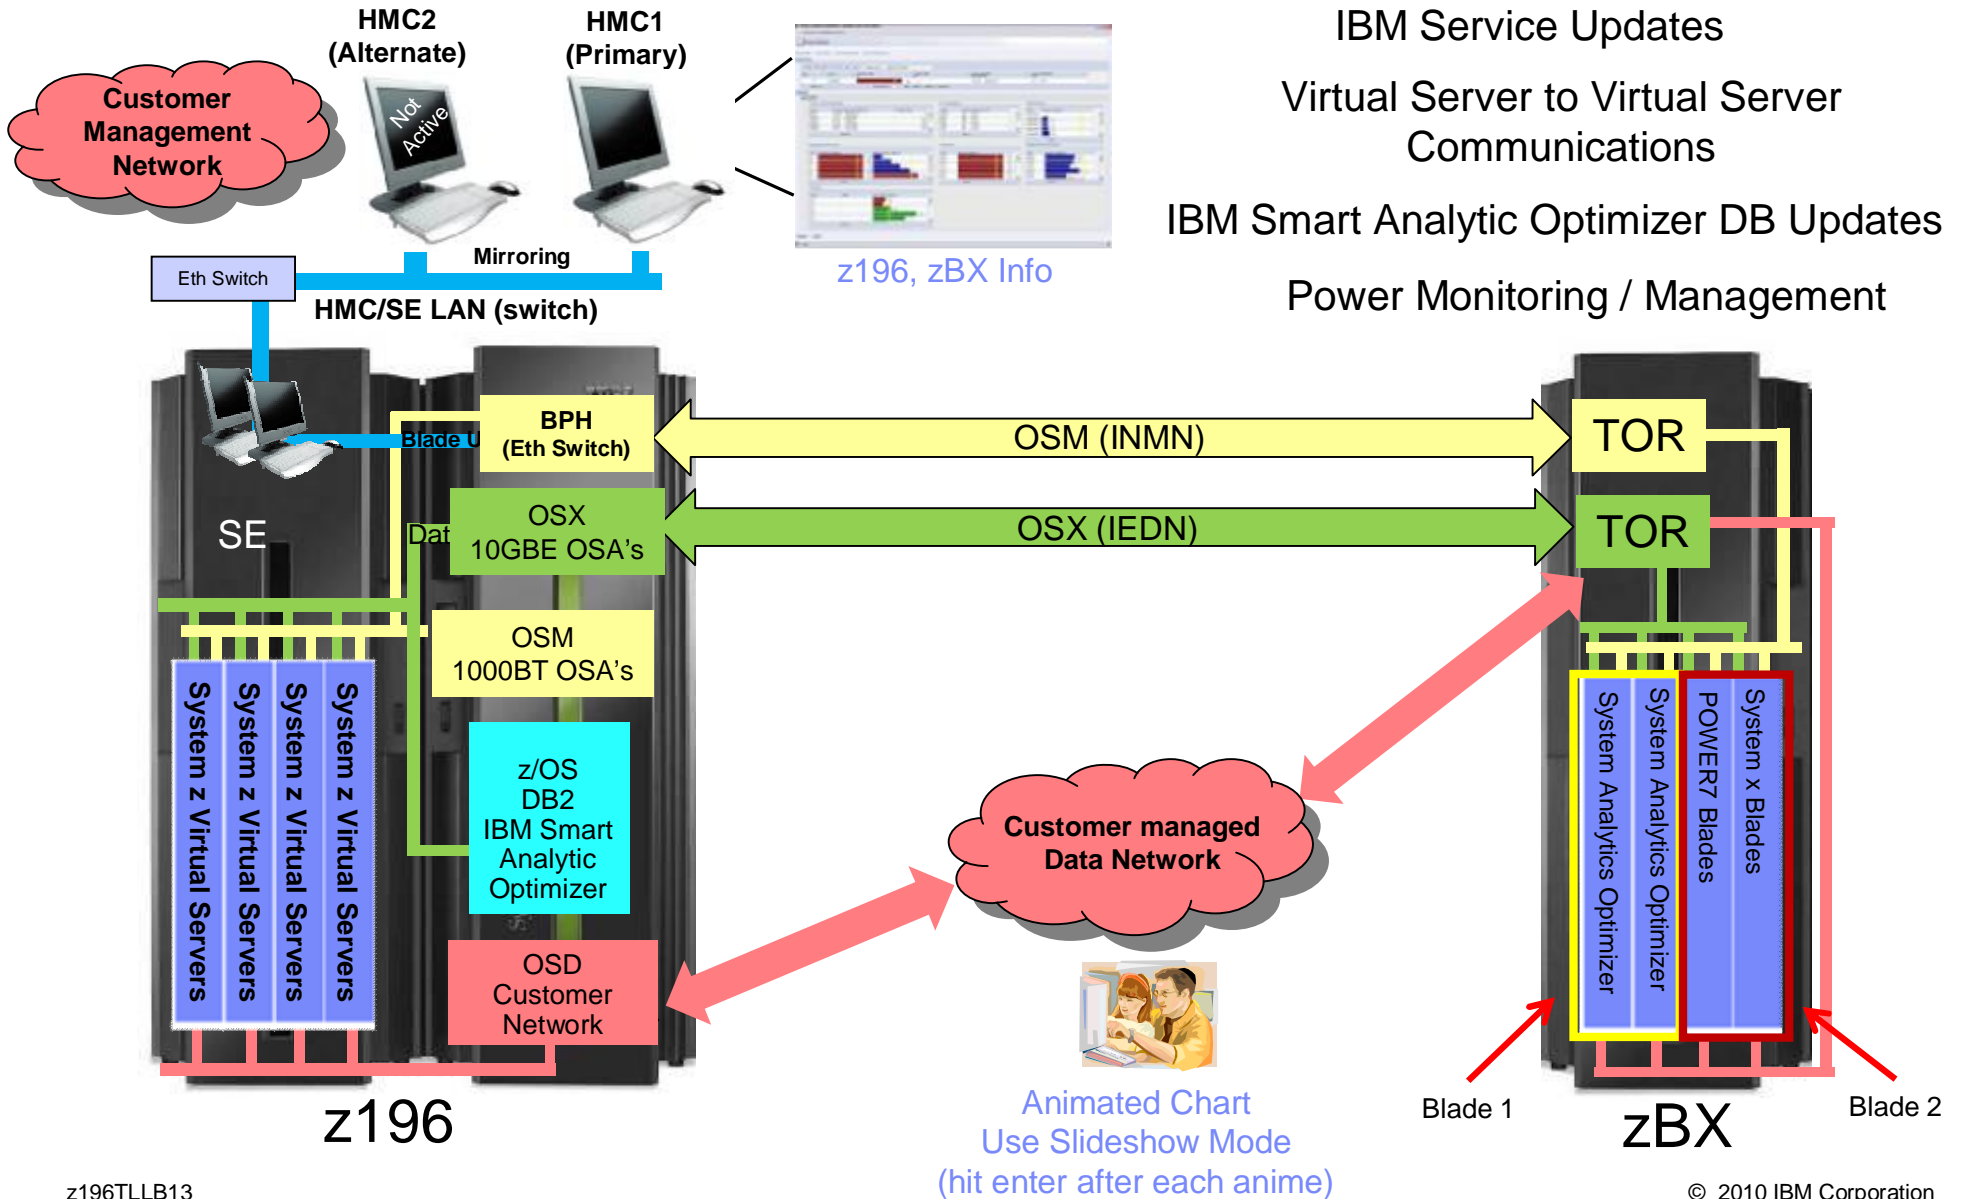 HMC2
(Alternate)
HMC1
(Primary)
IBM Service Updates
Virtual Server to Virtual Server
Communications
IBM Smart Analytic Optimizer DB Updates
Power Monitoring / Management
Customer
Management
Network
Not
Active
Mirroring
Eth Switch
HMC/SE LAN (switch)
z196, zBX Info
BPH
(Eth Switch)
Blade U
OSM (INMN)
TOR
SE
Dat
OSX
10GBE OSA's
OSX (IEDN)
TOR
OSM
1000BT OSA's
System z Virtual Servers
System z Virtual Servers
System z Virtual Servers
System z Virtual Servers
z/OS
DB2
IBM Smart
Analytic
Optimizer
OSD
Customer
Network
Customer managed
Data Network
System Analytics Optimizer
System Analytics Optimizer
POWER7 Blades
System x Blades
Blade 1
Blade 2
z196
zBX
Animated Chart
Use Slideshow Mode
(hit enter after each anime)
z196TLLB13
© 2010 IBM Corporation